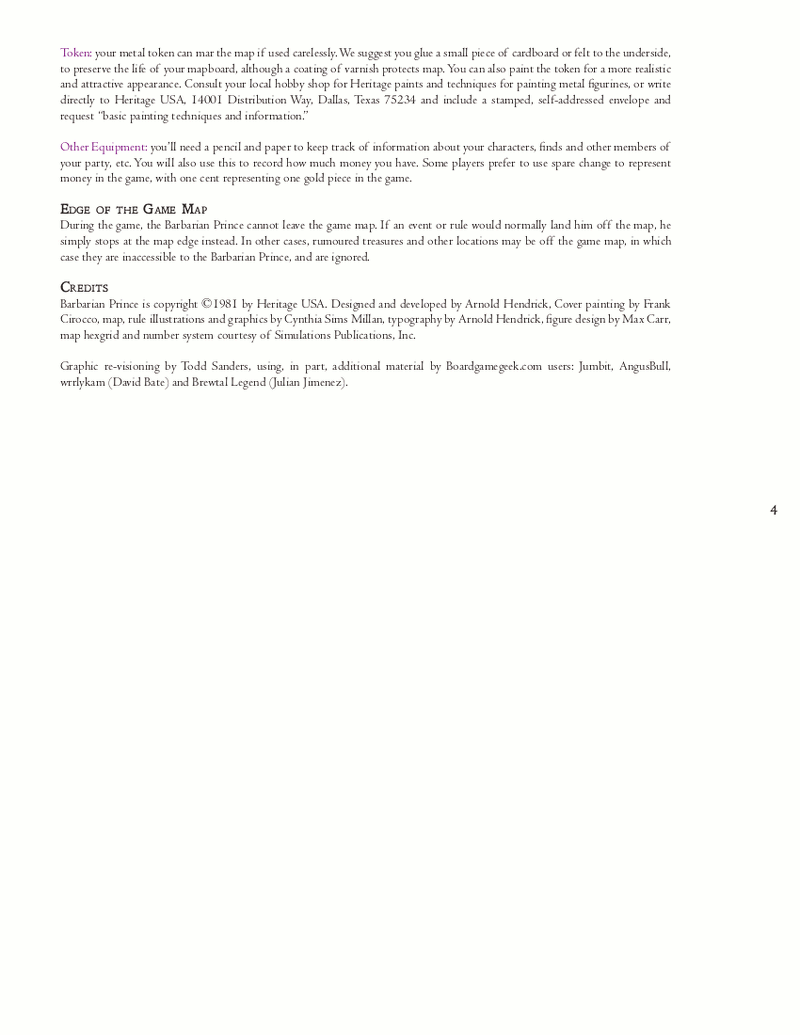 Token: your metal token can mar the map if used carelessly. We suggest you glue a small piece of cardboard or felt to the underside,
to preserve the life of your mapboard, although a coating of varnish protects map. You can also paint the token for a more realistic
and attractive appearance. Consult your local hobby shop for Heritage paints and techniques for painting metal figurines, or write
directly to Heritage USA, 14001 Distribution Way, Dallas, Texas 75234 and include a stamped, self-addressed envelope and
request “basic painting techniques and information.”
Other Equipment: you’ll need a pencil and paper to keep track of information about your characters, finds and other members of
your party, etc. You will also use this to record how much money you have. Some players prefer to use spare change to represent
money in the game, with one cent representing one gold piece in the game.
Edge of the Game Map
During the game, the Barbarian Prince cannot leave the game map. If an event or rule would normally land him off the map, he
simply stops at the map edge instead. In other cases, rumoured treasures and other locations may be off the game map, in which
case they are inaccessible to the Barbarian Prince, and are ignored.
Credits
Barbarian Prince is copyright ©1981 by Heritage USA. Designed and developed by Arnold Hendrick, Cover painting by Frank
Cirocco, map, rule illustrations and graphics by Cynthia Sims Millan, typography by Arnold Hendrick, figure design by Max Carr,
map hexgrid and number system courtesy of Simulations Publications, Inc.
Graphic re-visioning by Todd Sanders, using, in part, additional material by Boardgamegeek.com users: Jumbit, AngusBull,
wrrlykam (David Bate) and Brewtal Legend (Julian Jimenez).
4